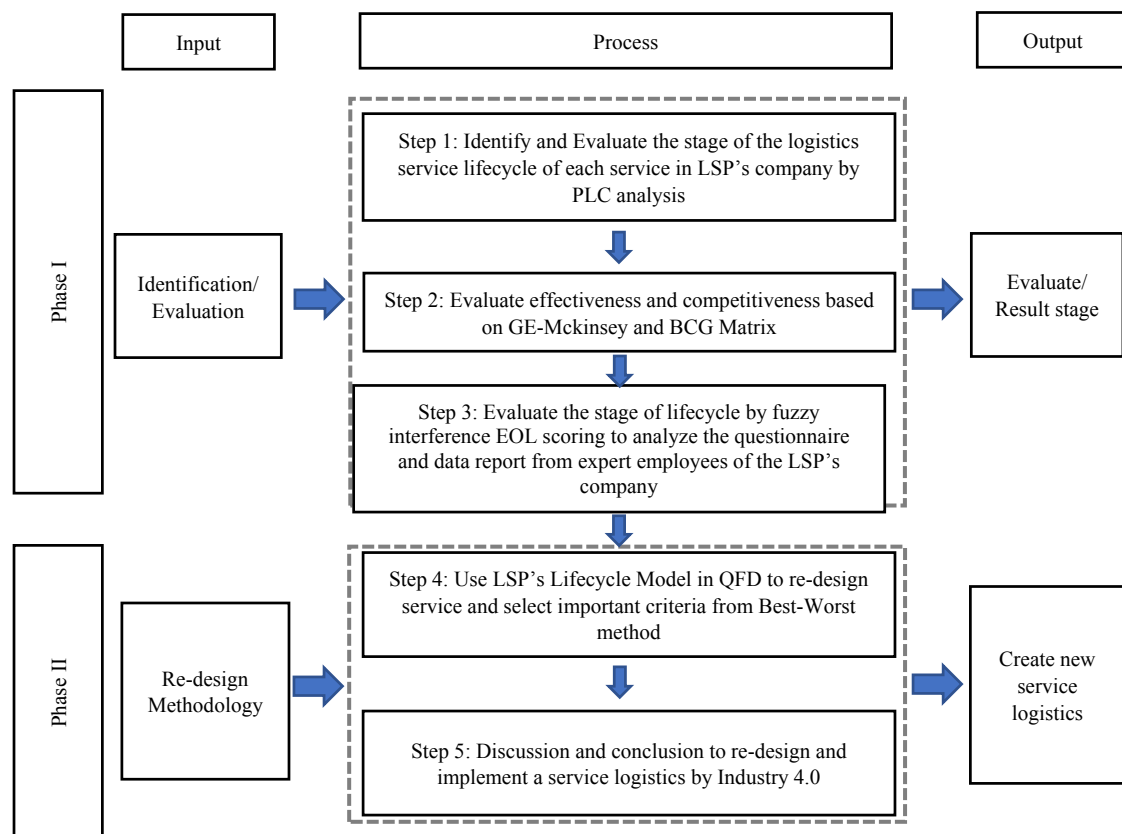 Input
Process
Output
Phase I
Identification/
Evaluation
Step 1: Identify and Evaluate the stage of the logistics
service lifecycle of each service in LSP's company by
PLC analysis
Step 2: Evaluate effectiveness and competitiveness based
on GE-Mckinsey and BCG Matrix
Step 3: Evaluate the stage of lifecycle by fuzzy
interference EOL scoring to analyze the questionnaire
and data report from expert employees of the LSP's
company
Evaluate/
Result stage
Phase II
Re-design
Methodology
Step 4: Use LSP's Lifecycle Model in QFD to re-design
service and select important criteria from Best-Worst
method
Step 5: Discussion and conclusion to re-design and
implement a service logistics by Industry 4.0
Create new
service
logistics